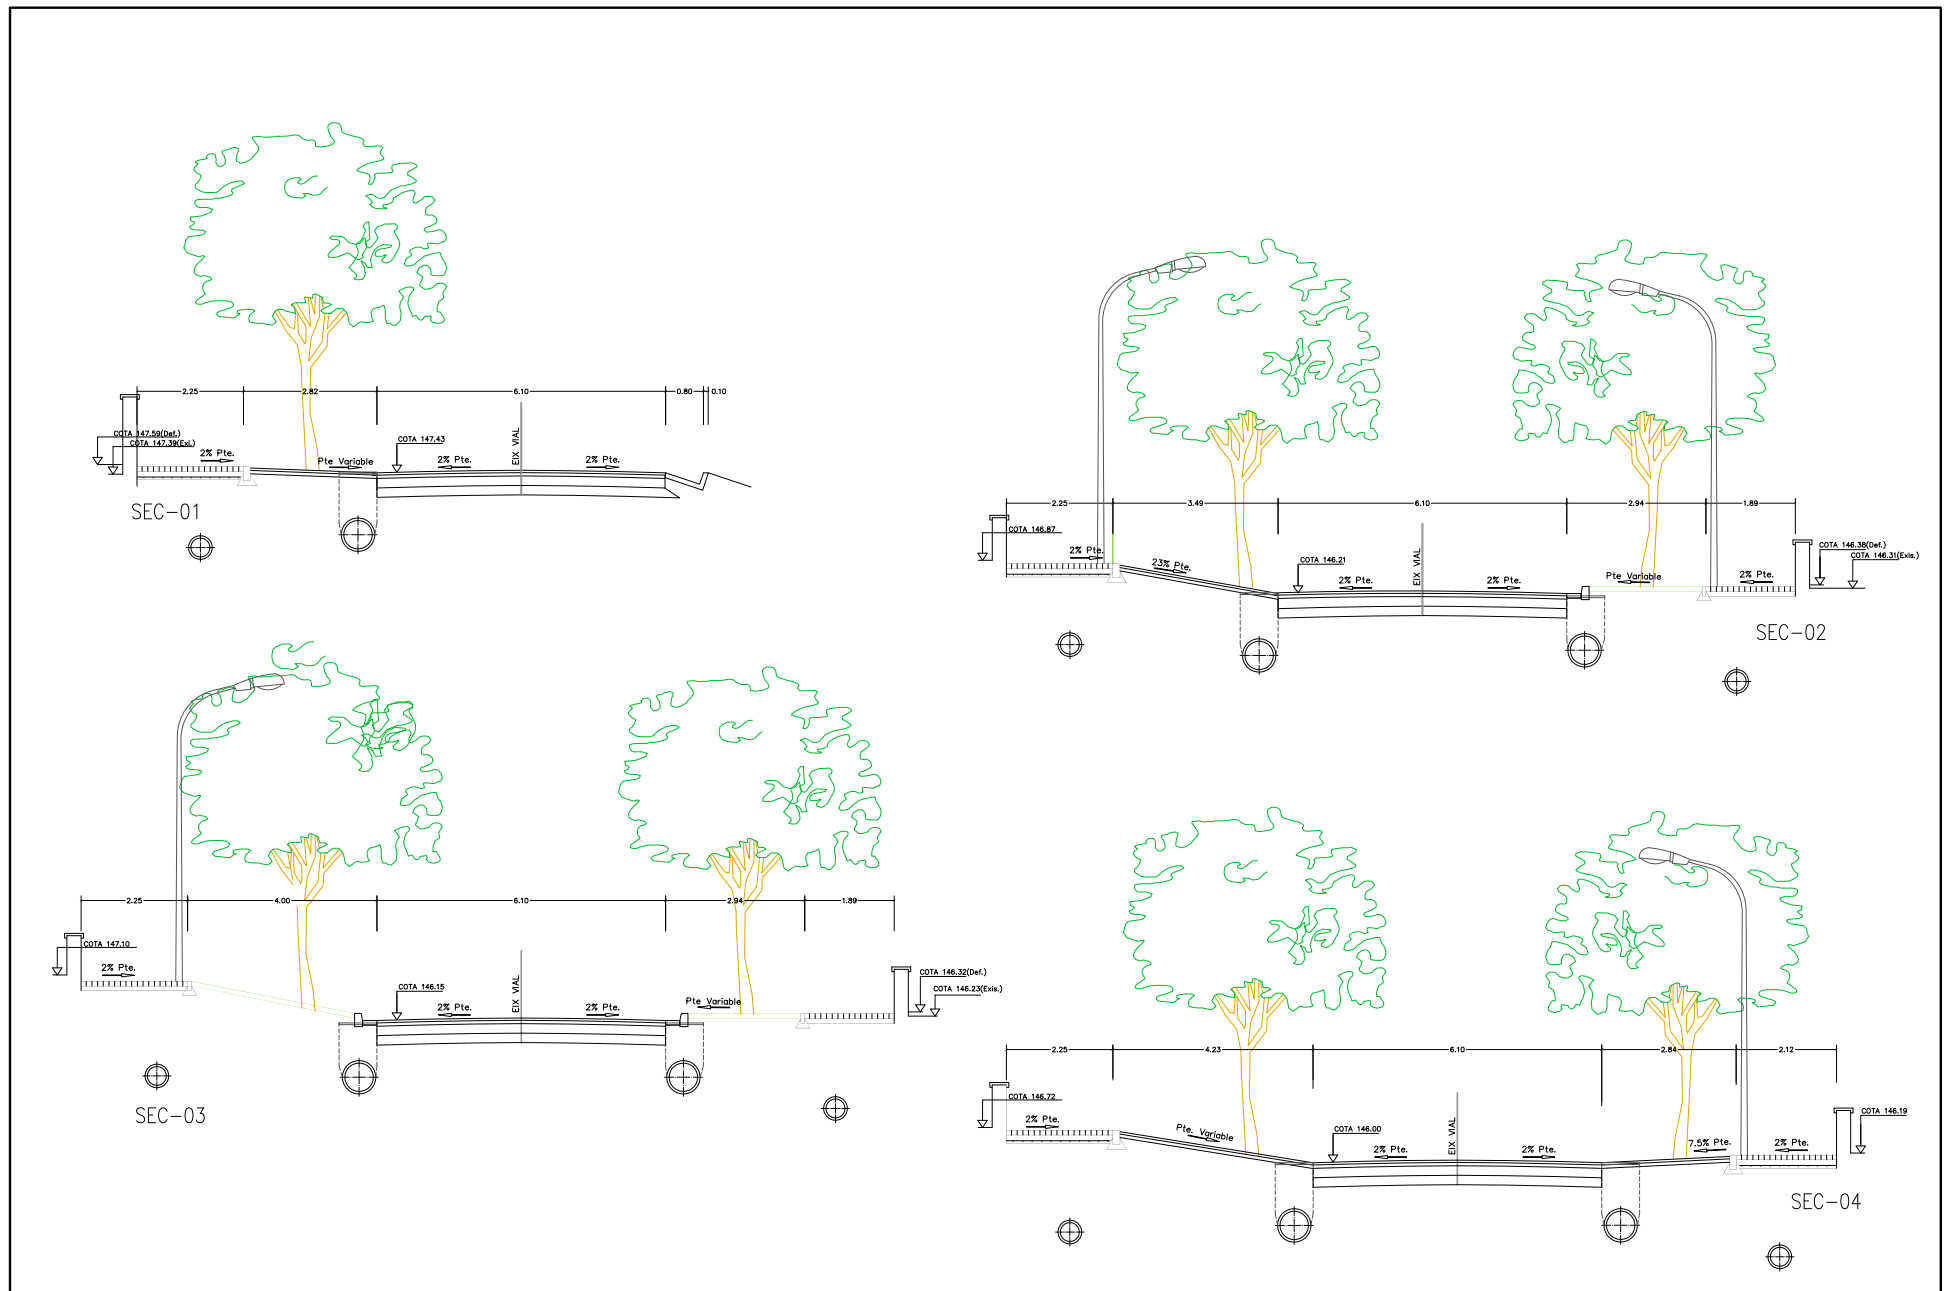 2.25 2.82 6.10 0.80 0.10
COTA 147.59(Def.)
COTA 147.39(Exi.)
COTA 147.43
EIX VIAL
2% Pte.
Pte Variable
2% Pte.
2% Pte.
SEC-01
2.25 3.49 6.10 2.94 1.89
COTA 146.87
COTA 146.21
EIX VIAL
COTA 146.38(Def.)
COTA 146.31(Exis.)
2% Pte.
23% Pte.
2% Pte.
2% Pte.
Pte Variable
2% Pte.
SEC-02
2.25 4.00 6.10 2.94 1.89
COTA 147.10
COTA 146.15
EIX VIAL
COTA 146.32(Def.)
COTA 146.23(Exis.)
2% Pte.
2% Pte.
2% Pte.
Pte Variable
SEC-03
2.25 4.23 6.10 2.84 2.12
COTA 146.72
COTA 146.00
EIX VIAL
COTA 146.19
2% Pte.
Pte. Variable
2% Pte.
2% Pte.
7.5% Pte.
2% Pte.
SEC-04